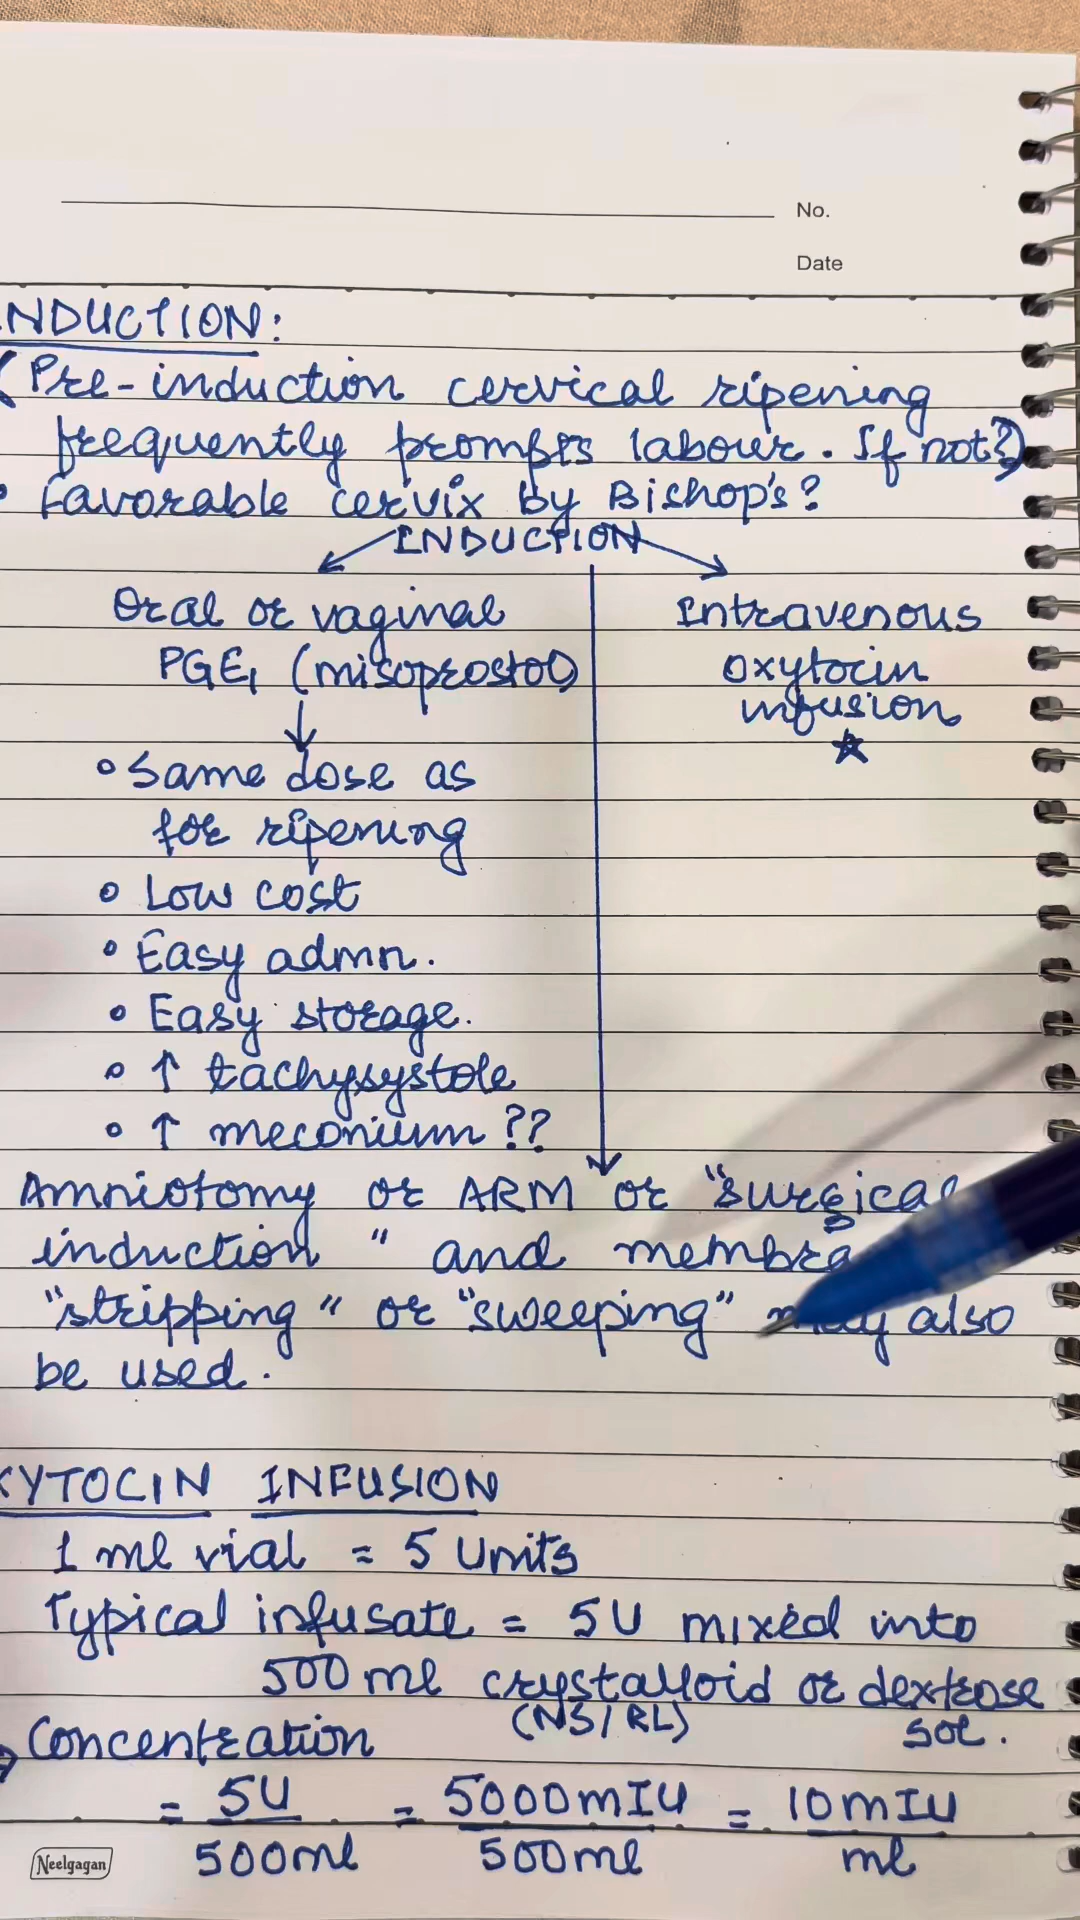 No.
Date
NDUCTION:
(Pre-induction cervical ripening
frequently prompts labour. If not?)
• Favorable cervix by Bishop's?
INDUCTION
Oral or vaginal
PGE₁ (misoprostol)
↓
• Same dose as
for ripening
• Low cost
• Easy admn.
• Easy storage.
• ↑ tachysystole
• ↑ meconium ??
Intravenous
oxytocin
infusion
☆
Amniotomy or ARM or "surgical
induction" and membra
"stripping" or "sweeping" may also
be used.
XYTOCIN INFUSION
1 ml vial = 5 Units
Typical infusate = 5U mixed into
500 ml crystalloid or dextrose
(NS/RL) sol.
Concentration
= 5U/500ml = 5000mIU/500ml = 10mIU/ml
Neelgagan